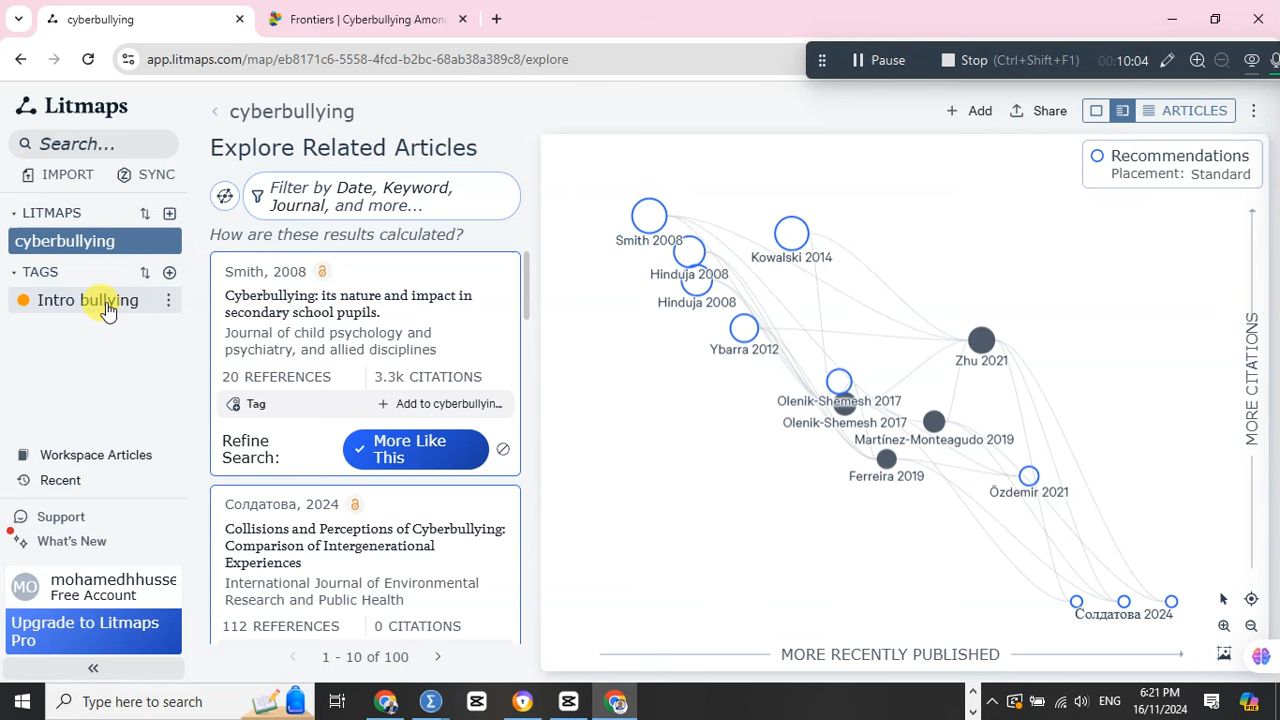 cyberbullying
Frontiers | Cyberbullying Amon
app.litmaps.com/map/eb8171c6-5558-4fcd-b2bc-68ab38a389c8/explore
Pause
Stop (Ctrl+Shift+F1)
00:10:04
Litmaps
Search...
IMPORT
SYNC
LITMAPS
cyberbullying
TAGS
Intro bullying
Workspace Articles
Recent
Support
What's New
MO
mohamedhhusse
Free Account
Upgrade to Litmaps
Pro
cyberbullying
Explore Related Articles
Filter by Date, Keyword,
Journal, and more...
How are these results calculated?
Smith, 2008
Cyberbullying: its nature and impact in
secondary school pupils.
Journal of child psychology and
psychiatry, and allied disciplines
20 REFERENCES
3.3k CITATIONS
Tag
+ Add to cyberbullyin...
Refine
Search:
More Like
This
Солдатова, 2024
Collisions and Perceptions of Cyberbullying:
Comparison of Intergenerational
Experiences
International Journal of Environmental
Research and Public Health
112 REFERENCES
0 CITATIONS
1 - 10 of 100
+ Add
Share
ARTICLES
Recommendations
Placement: Standard
Smith 2008
Kowalski 2014
Hinduja 2008
Hinduja 2008
Ybarra 2012
Zhu 2021
Olenik-Shemesh 2017
Olenik-Shemesh 2017
Martínez-Monteagudo 2019
Ferreira 2019
Özdemir 2021
Солдатова 2024
MORE CITATIONS
MORE RECENTLY PUBLISHED
Type here to search
ENG
6:21 PM
16/11/2024